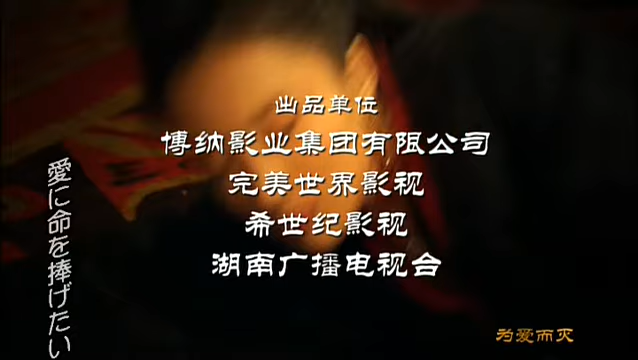 出品单位
博纳影业集团有限公司
完美世界影视
希世纪影视
湖南广播电视台
愛に命を捧げたい
为爱而灭